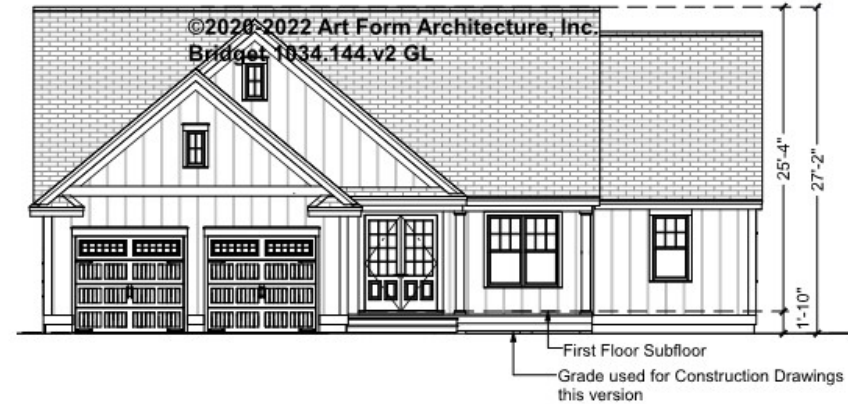 ©2020-2022 Art Form Architecture, Inc.
Bridget 1034.144.v2 GL
25'-4"
27'-2"
1'-10"
First Floor Subfloor
Grade used for Construction Drawings
this version